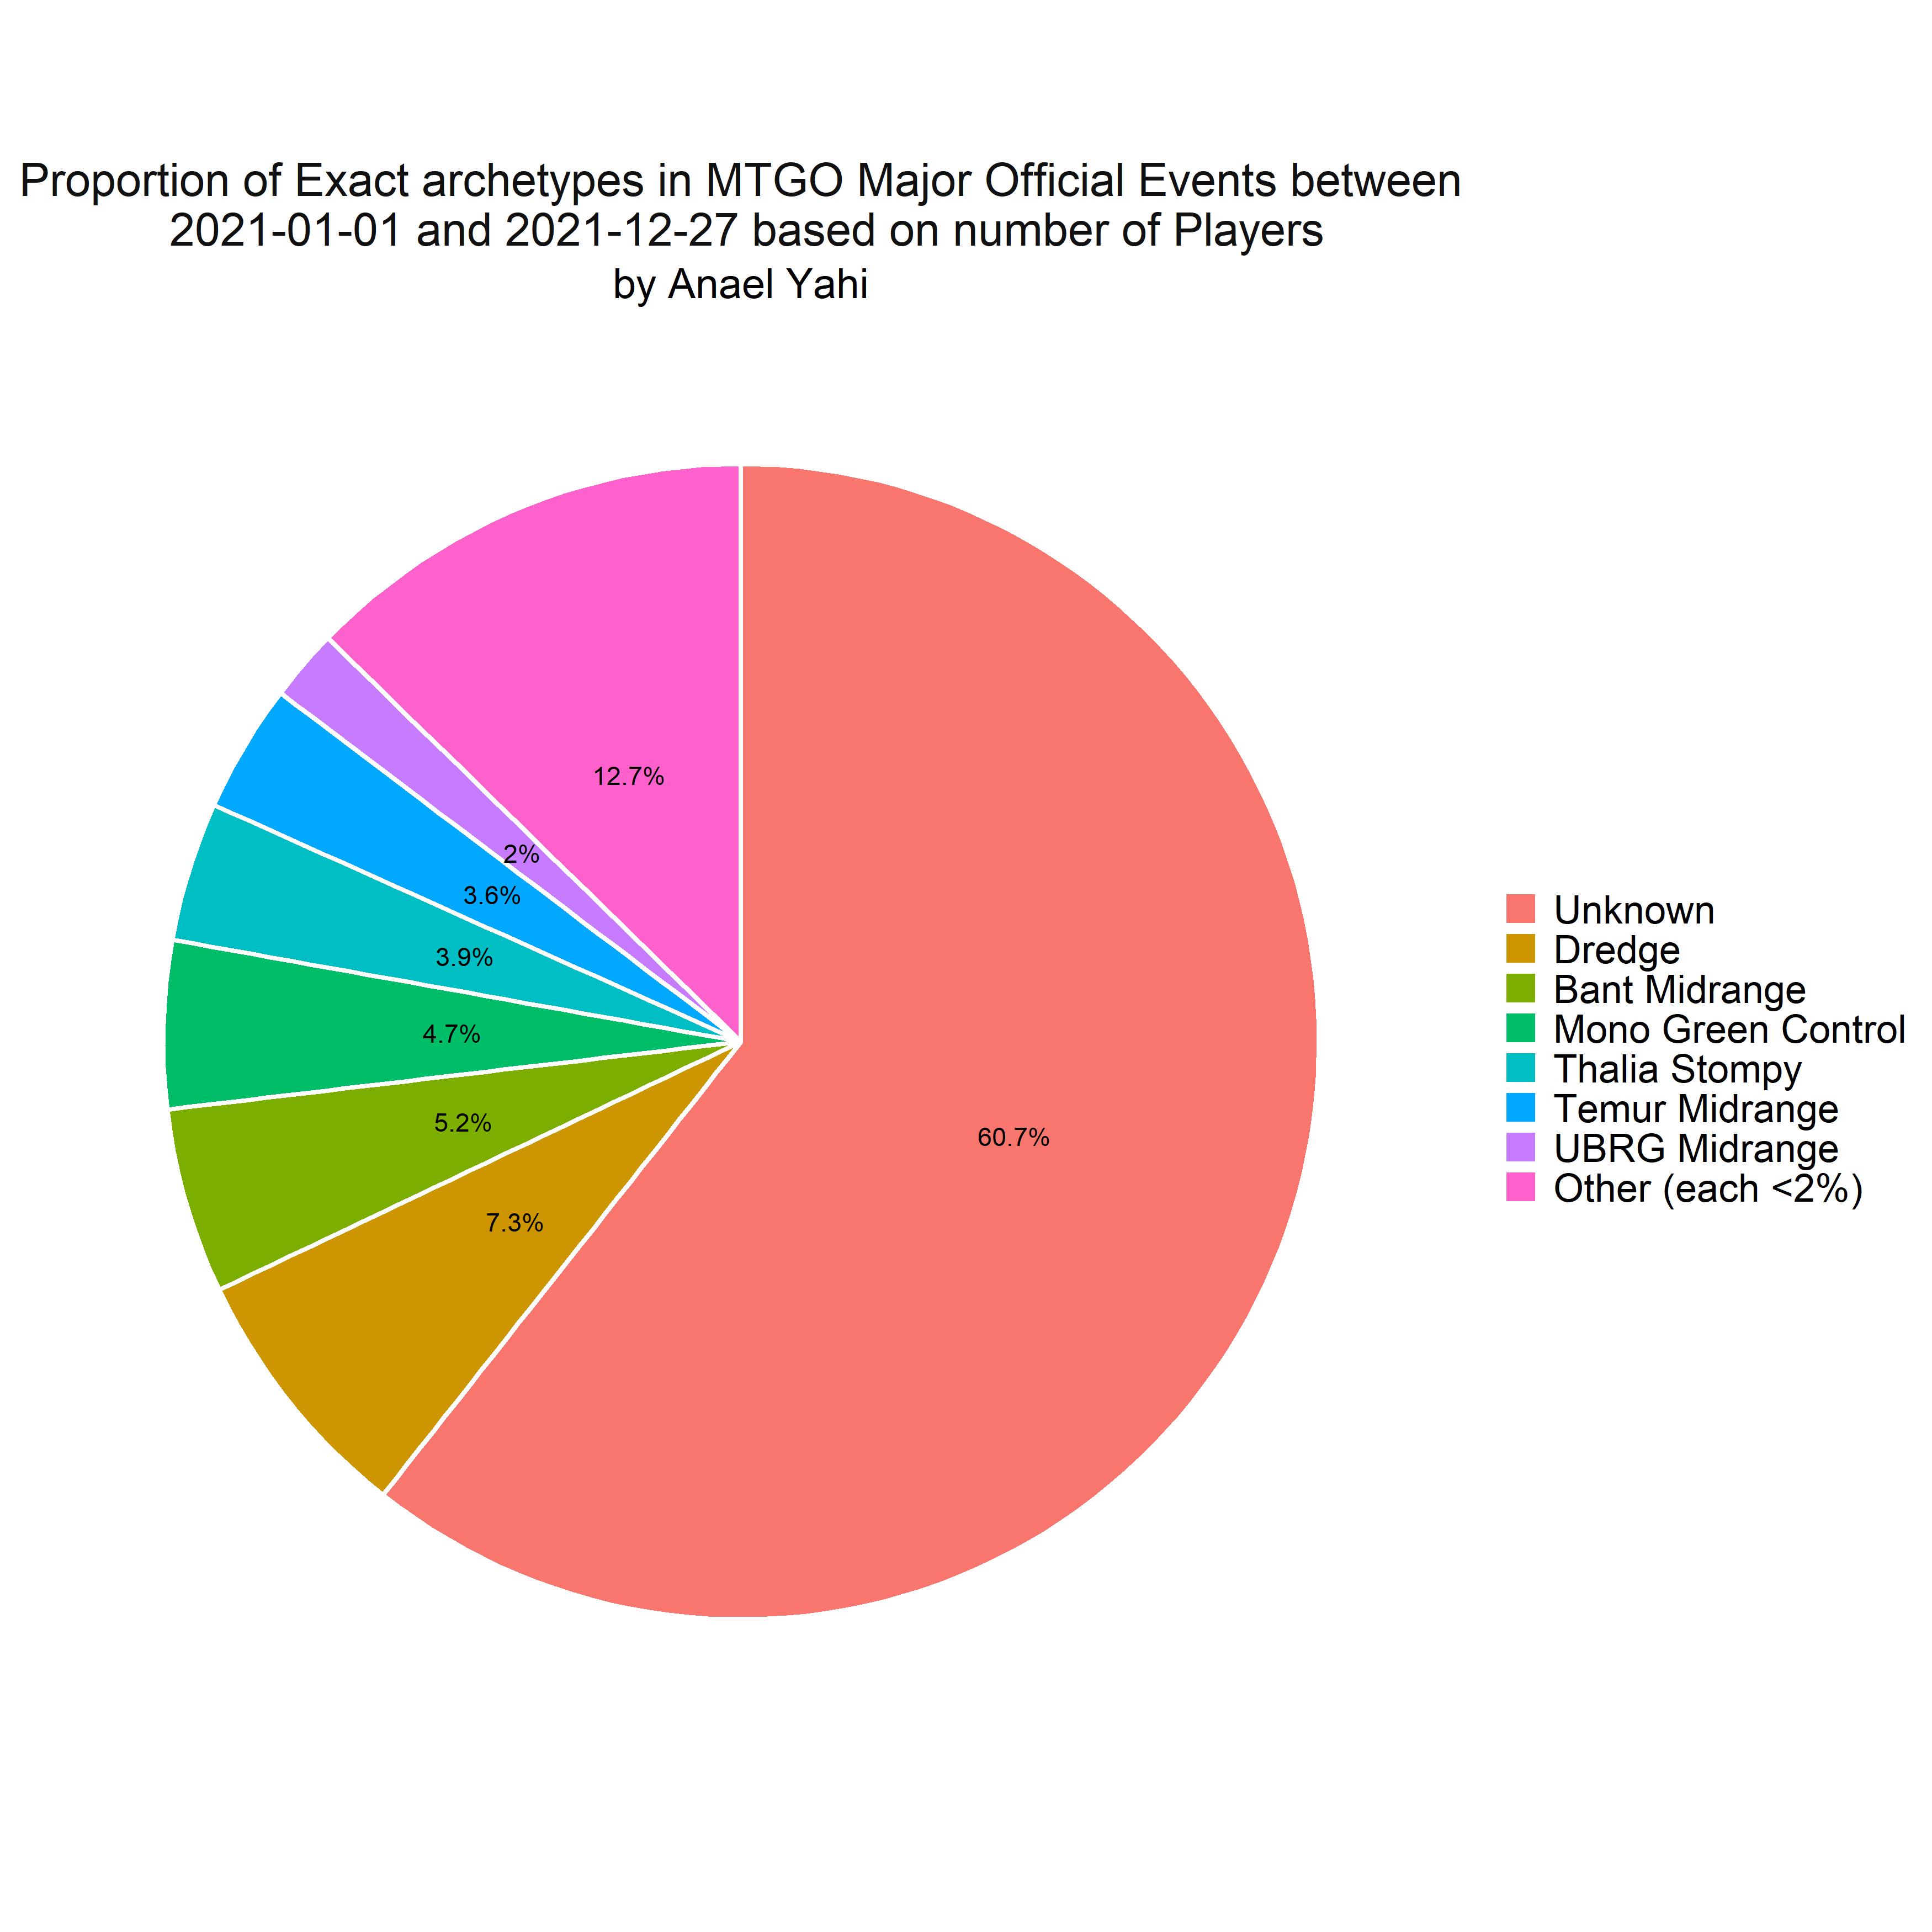 Proportion of Exact archetypes in MTGO Major Official Events between
2021-01-01 and 2021-12-27 based on number of Players
by Anael Yahi
12.7%
2%
3.6%
3.9%
4.7%
5.2%
7.3%
60.7%
Unknown
Dredge
Bant Midrange
Mono Green Control
Thalia Stompy
Temur Midrange
UBRG Midrange
Other (each <2%)